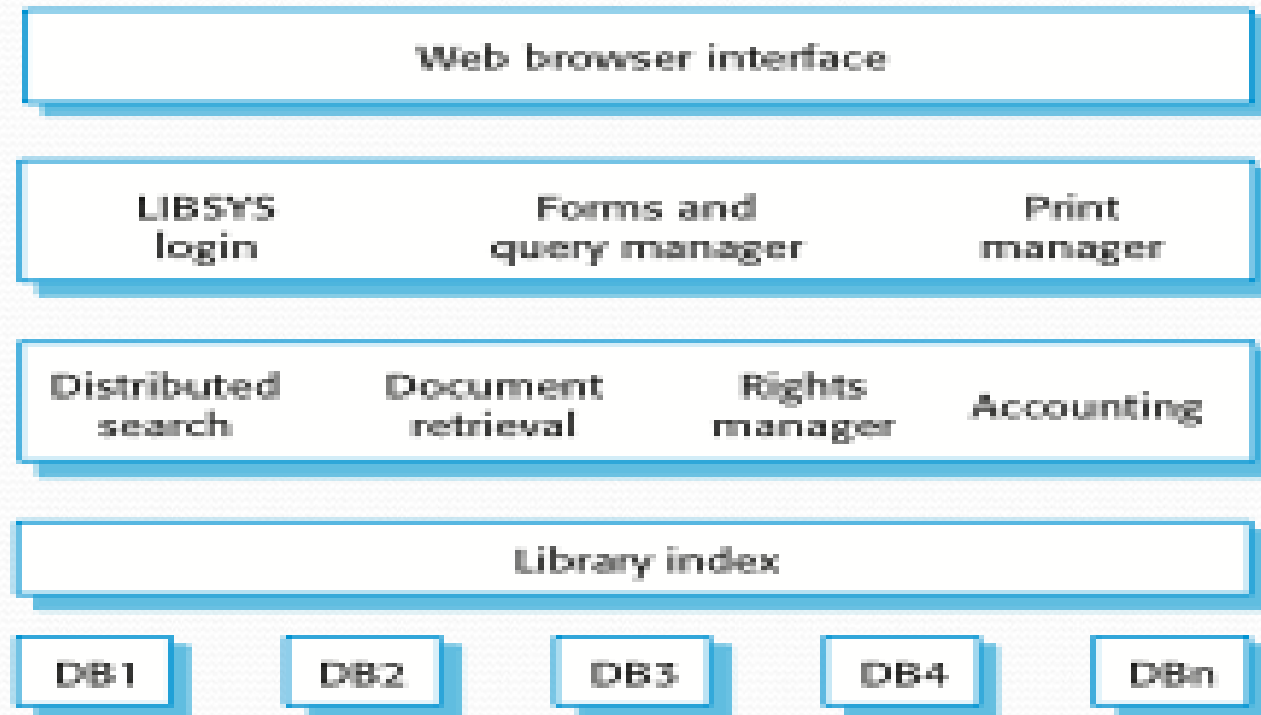 Web browser interface
LIBSYS login
Forms and query manager
Print manager
Distributed search
Document retrieval
Rights manager
Accounting
Library index
DB1
DB2
DB3
DB4
DBn